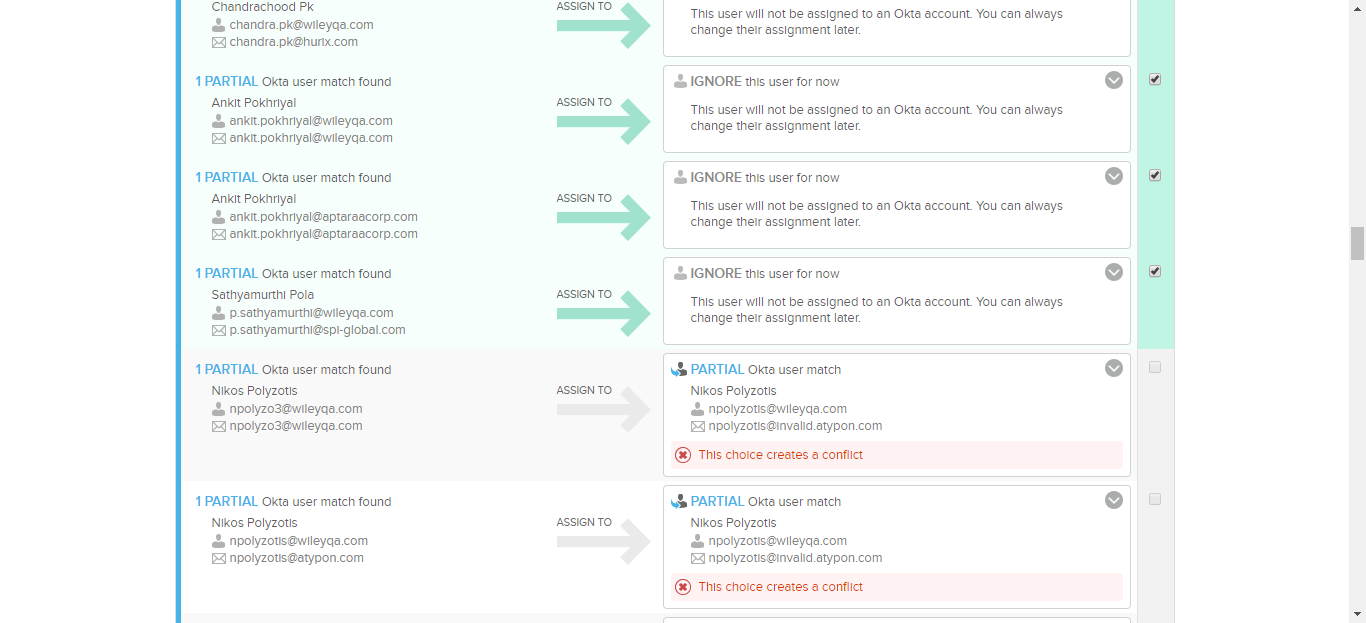 Chandrachood Pk
chandra.pk@wileyqa.com
chandra.pk@hurix.com
ASSIGN TO
This user will not be assigned to an Okta account. You can always
change their assignment later.
1 PARTIAL Okta user match found
Ankit Pokhriyal
ankit.pokhriyal@wileyqa.com
ankit.pokhriyal@wileyqa.com
ASSIGN TO
IGNORE this user for now
This user will not be assigned to an Okta account. You can always
change their assignment later.
1 PARTIAL Okta user match found
Ankit Pokhriyal
ankit.pokhriyal@aptaraacorp.com
ankit.pokhriyal@aptaraacorp.com
ASSIGN TO
IGNORE this user for now
This user will not be assigned to an Okta account. You can always
change their assignment later.
1 PARTIAL Okta user match found
Sathyamurthi Pola
p.sathyamurthi@wileyqa.com
p.sathyamurthi@spi-global.com
ASSIGN TO
IGNORE this user for now
This user will not be assigned to an Okta account. You can always
change their assignment later.
1 PARTIAL Okta user match found
Nikos Polyzotis
npolyzo3@wileyqa.com
npolyzo3@wileyqa.com
ASSIGN TO
PARTIAL Okta user match
Nikos Polyzotis
npolyzotis@wileyqa.com
npolyzotis@invalid.atypon.com
This choice creates a conflict
1 PARTIAL Okta user match found
Nikos Polyzotis
npolyzotis@wileyqa.com
npolyzotis@atypon.com
ASSIGN TO
PARTIAL Okta user match
Nikos Polyzotis
npolyzotis@wileyqa.com
npolyzotis@invalid.atypon.com
This choice creates a conflict